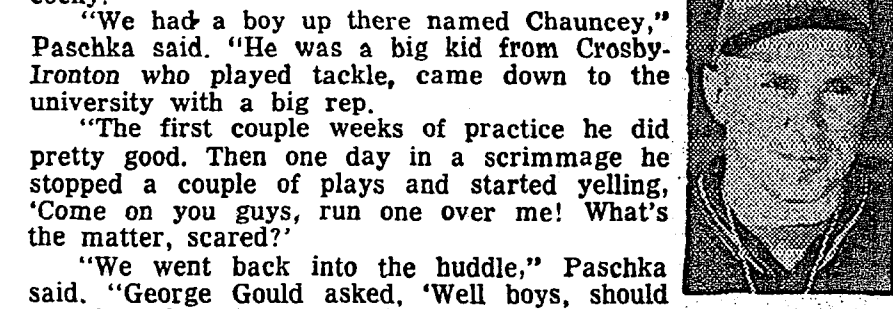 "We had a boy up there named Chauncey,"
Paschka said. "He was a big kid from Crosby-
Ironton who played tackle, came down to the
university with a big rep.
"The first couple weeks of practice he did
pretty good. Then one day in a scrimmage he
stopped a couple of plays and started yelling,
'Come on you guys, run one over me! What's
the matter, scared?'
"We went back into the huddle," Paschka
said. "George Gould asked, 'Well boys, should